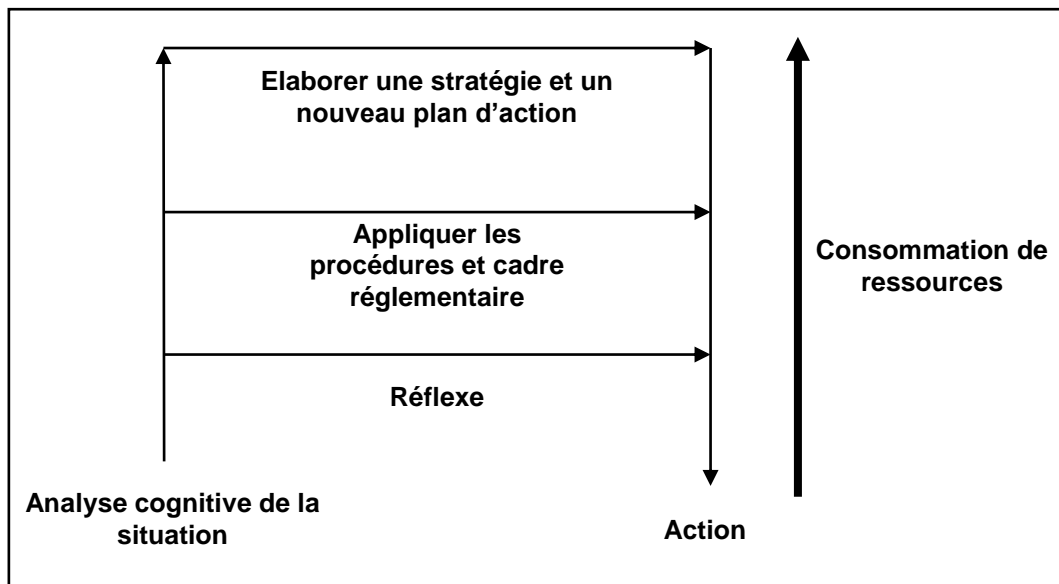 Elaborer une stratégie et un
nouveau plan d’action
Appliquer les
procédures et cadre
réglementaire
Consommation de
ressources
Réflexe
Analyse cognitive de la
situation
Action